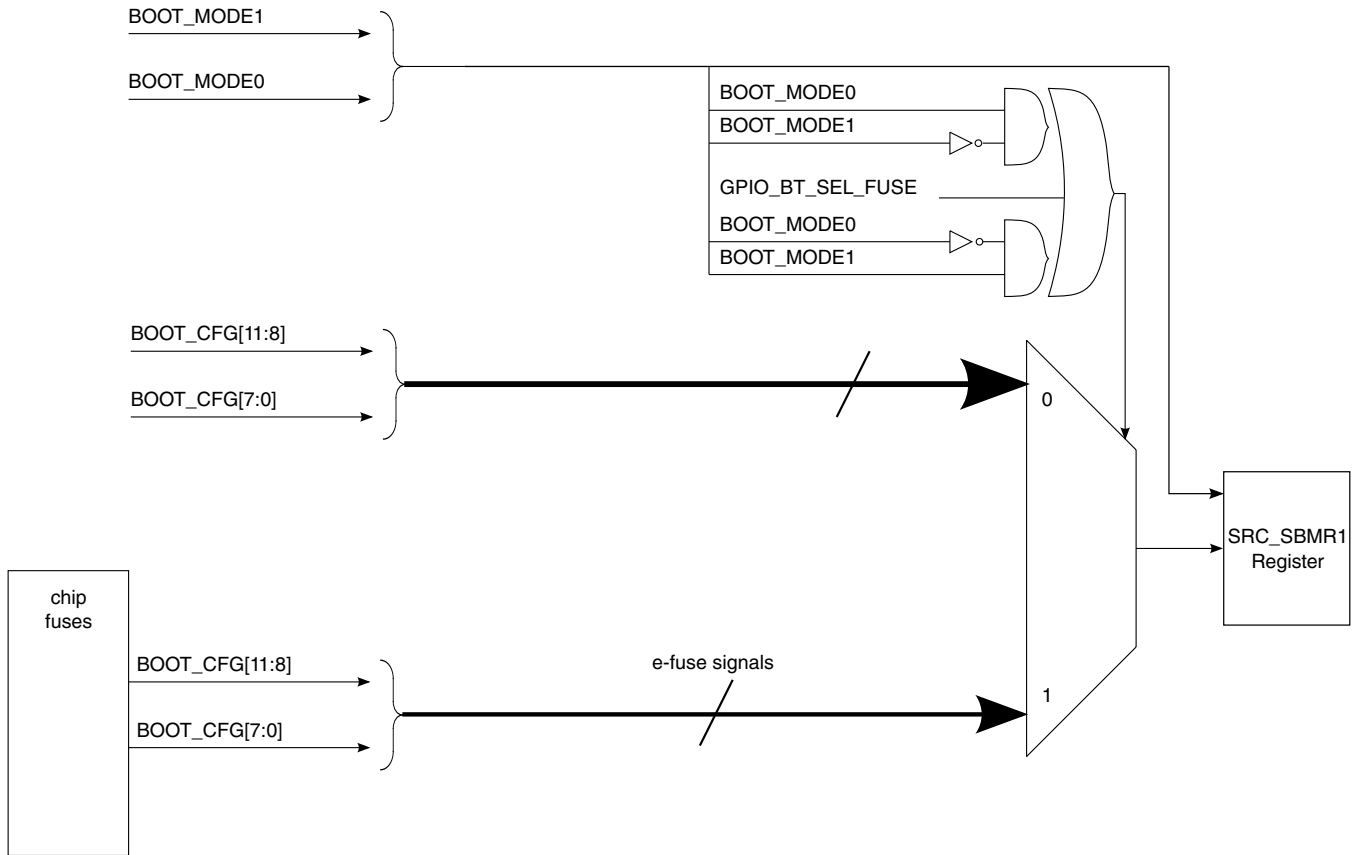 BOOT_MODE1
BOOT_MODE0
BOOT_MODE0
BOOT_MODE1
GPIO_BT_SEL_FUSE
BOOT_MODE0
BOOT_MODE1
BOOT_CFG[11:8]
BOOT_CFG[7:0]
0
SRC_SBMR1
Register
chip
fuses
BOOT_CFG[11:8]
BOOT_CFG[7:0]
e-fuse signals
1